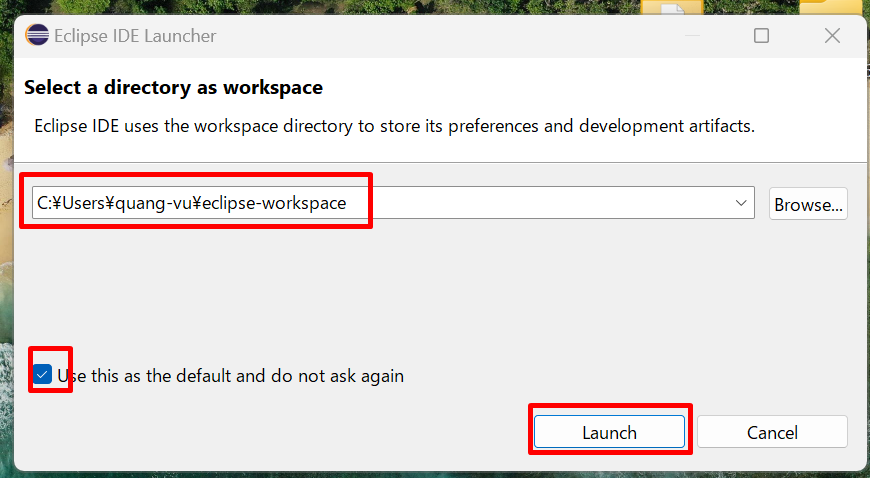 Eclipse IDE Launcher
Select a directory as workspace
Eclipse IDE uses the workspace directory to store its preferences and development artifacts.
C:¥Users¥quang-vu¥eclipse-workspace
Browse...
Use this as the default and do not ask again
Launch
Cancel